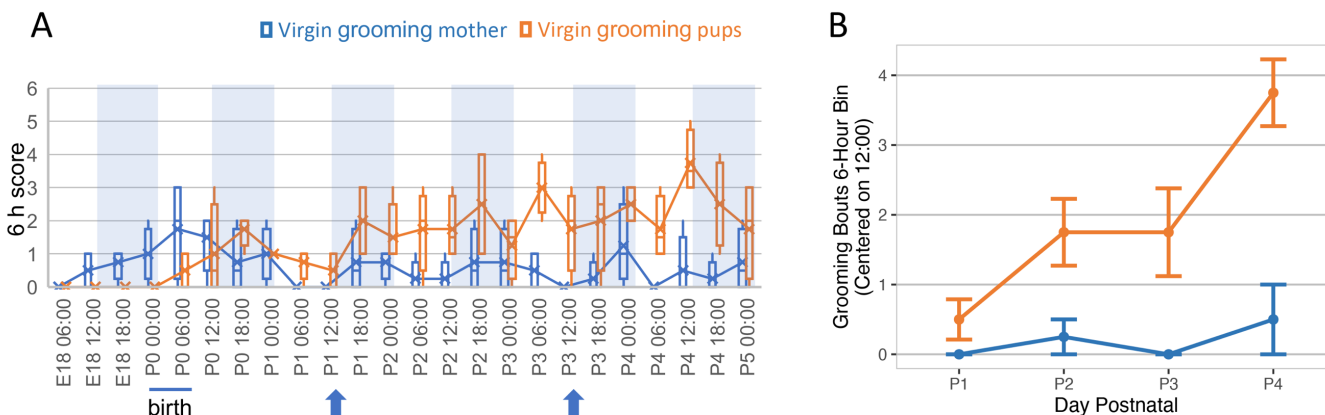 A
Virgin grooming mother Virgin grooming pups
6 h score
6
5
4
3
2
1
0
E18 06:00
E18 12:00
E18 18:00
P0 00:00
P0 06:00
P0 12:00
P0 18:00
P1 00:00
P1 06:00
P1 12:00
P1 18:00
P2 00:00
P2 06:00
P2 12:00
P2 18:00
P3 00:00
P3 06:00
P3 12:00
P3 18:00
P4 00:00
P4 06:00
P4 12:00
P4 18:00
P5 00:00
birth
B
Grooming Bouts 6-Hour Bin
(Centered on 12:00)
4
3
2
1
0
P1 P2 P3 P4
Day Postnatal